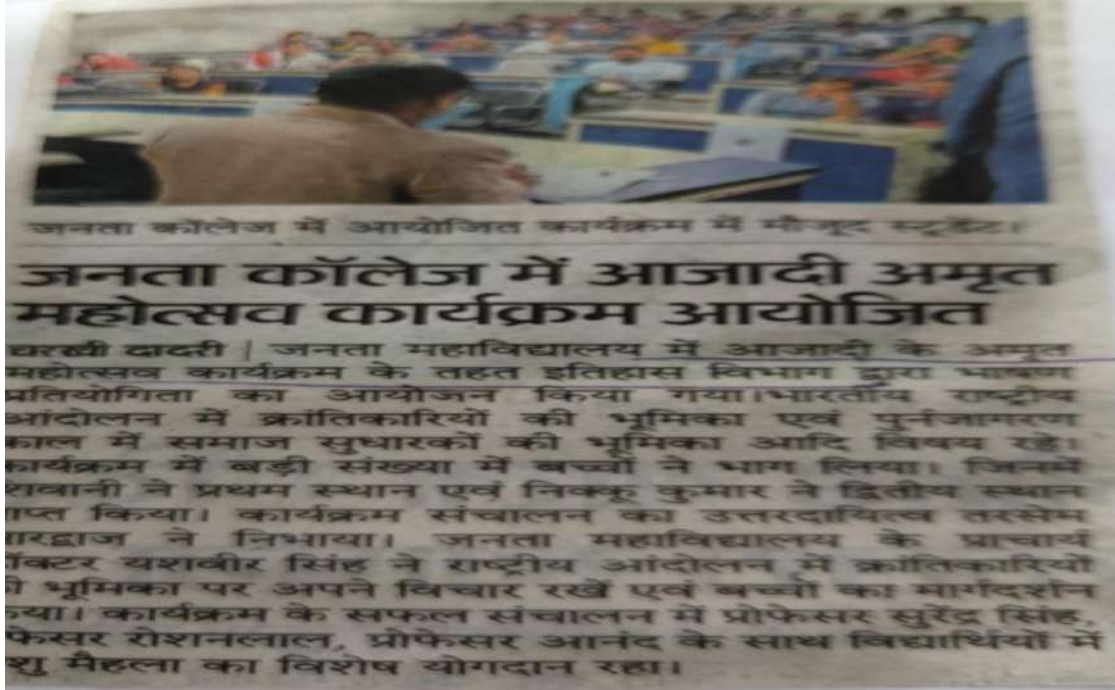 जनता कॉलेज में आयोजित कार्यक्रम में मौजूद स्टूडेंट।
जनता कॉलेज में आजादी अमृत
महोत्सव कार्यक्रम आयोजित
चरखी दादरी | जनता महाविद्यालय में आजादी के अमृत
महोत्सव कार्यक्रम के तहत इतिहास विभाग द्वारा भाषण
प्रतियोगिता का आयोजन किया गया।भारतीय राष्ट्रीय
आंदोलन में क्रांतिकारियों की भूमिका एवं पुर्नजागरण
काल में समाज सुधारकों की भूमिका आदि विषय रहे।
कार्यक्रम में बड़ी संख्या में बच्चों ने भाग लिया। जिनमें
शिवानी ने प्रथम स्थान एवं निक्कू कुमार ने द्वितीय स्थान
प्राप्त किया। कार्यक्रम संचालन का उत्तरदायित्व तरसेम
भारद्वाज ने निभाया। जनता महाविद्यालय के प्राचार्य
डॉक्टर यशवीर सिंह ने राष्ट्रीय आंदोलन में क्रांतिकारियों
की भूमिका पर अपने विचार रखें एवं बच्चों का मार्गदर्शन
किया। कार्यक्रम के सफल संचालन में प्रोफेसर सुरेंद्र सिंह,
प्रोफेसर रोशनलाल, प्रोफेसर आनंद के साथ विद्यार्थियों में
मैहला का विशेष योगदान रहा।